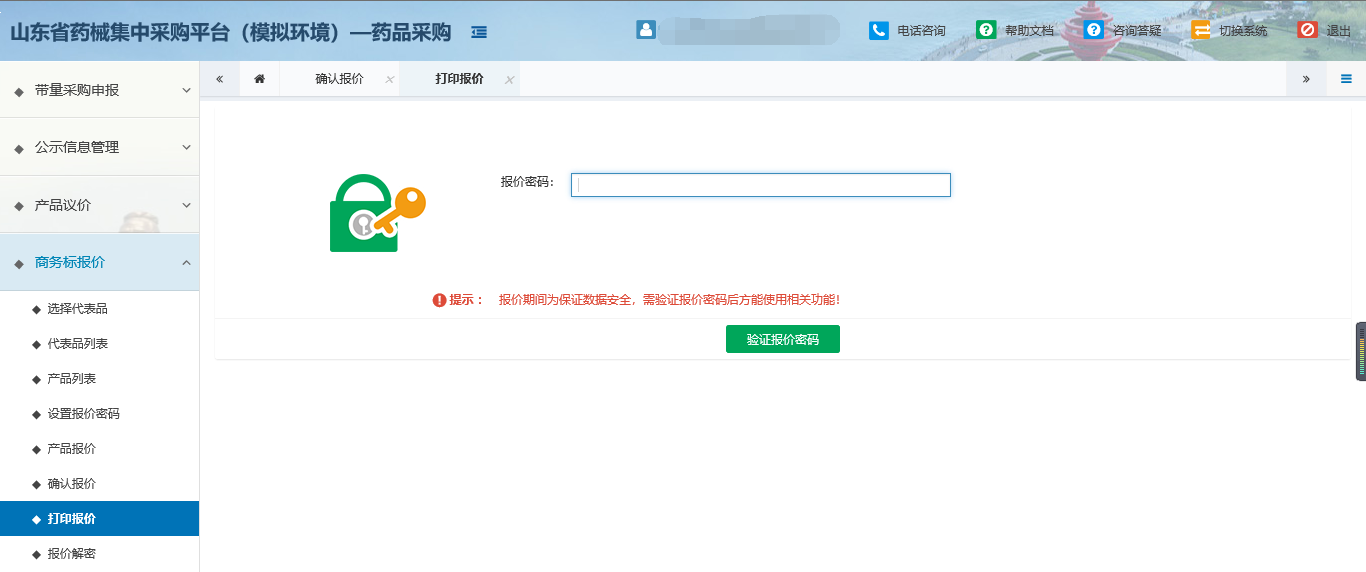 山东省药械集中采购平台（模拟环境）—药品采购
电话咨询
帮助文档
咨询答疑
切换系统
退出
带量采购申报
公示信息管理
产品议价
商务标报价
选择代表品
代表品列表
产品列表
设置报价密码
产品报价
确认报价
打印报价
报价解密
确认报价
打印报价
报价密码：
提示： 报价期间为保证数据安全，需验证报价密码后方能使用相关功能！
验证报价密码